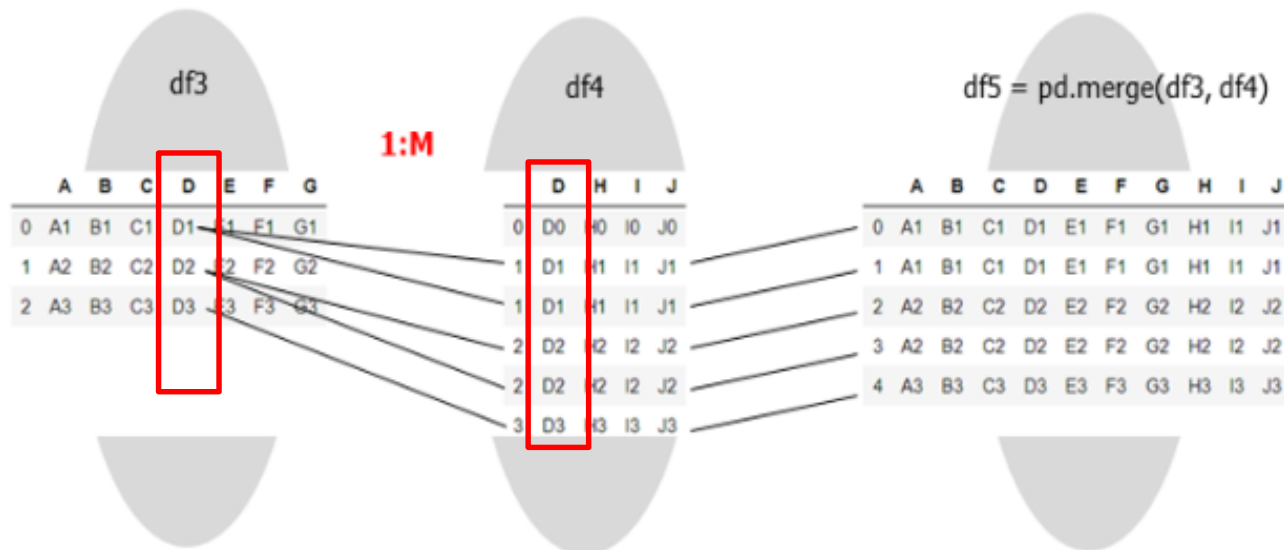 df3
df4
df5 = pd.merge(df3, df4)
1:M
A B C D E F G
0 A1 B1 C1 D1 E1 F1 G1
1 A2 B2 C2 D2 E2 F2 G2
2 A3 B3 C3 D3 E3 F3 G3
D H I J
0 D0 H0 I0 J0
1 D1 H1 I1 J1
1 D1 H1 I1 J1
2 D2 H2 I2 J2
2 D2 H2 I2 J2
3 D3 H3 I3 J3
A B C D E F G H I J
0 A1 B1 C1 D1 E1 F1 G1 H1 I1 J1
1 A1 B1 C1 D1 E1 F1 G1 H1 I1 J1
2 A2 B2 C2 D2 E2 F2 G2 H2 I2 J2
3 A2 B2 C2 D2 E2 F2 G2 H2 I2 J2
4 A3 B3 C3 D3 E3 F3 G3 H3 I3 J3